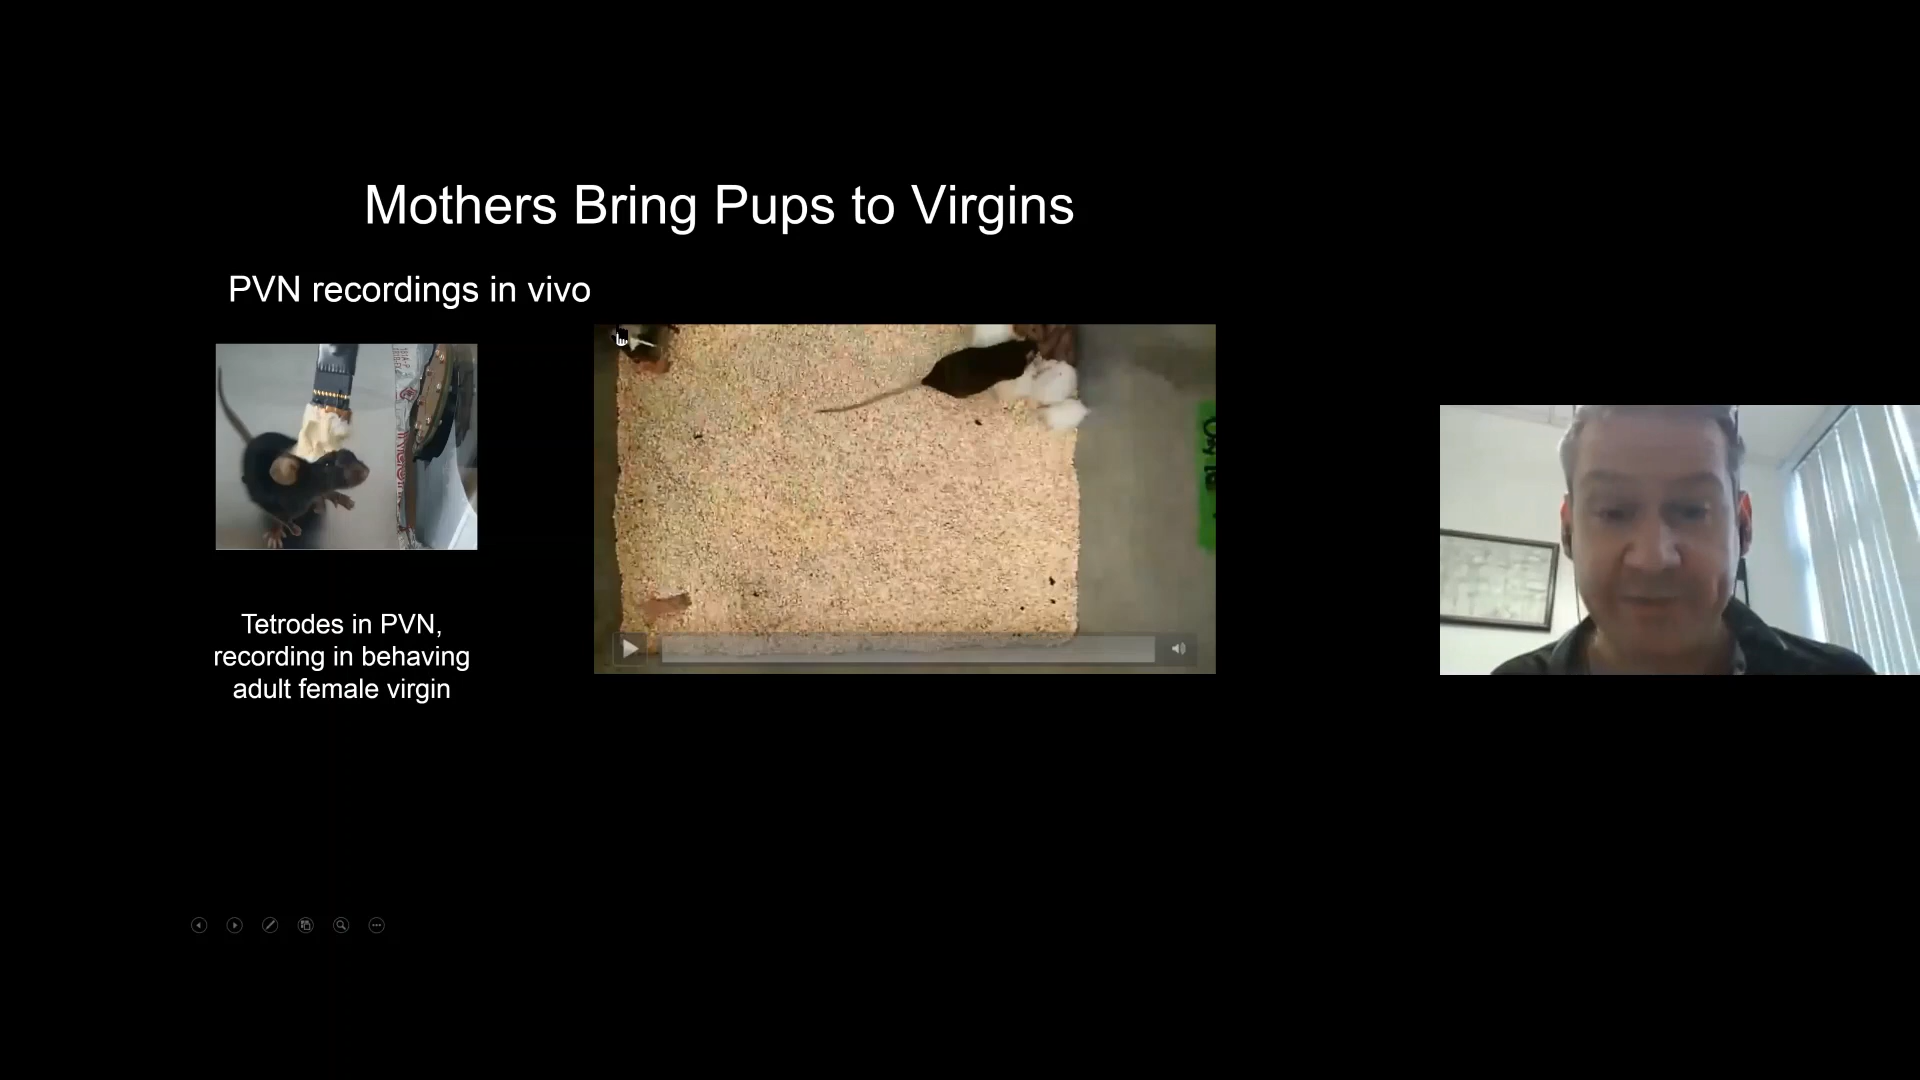 Mothers Bring Pups to Virgins
PVN recordings in vivo
Tetrodes in PVN,
recording in behaving
adult female virgin